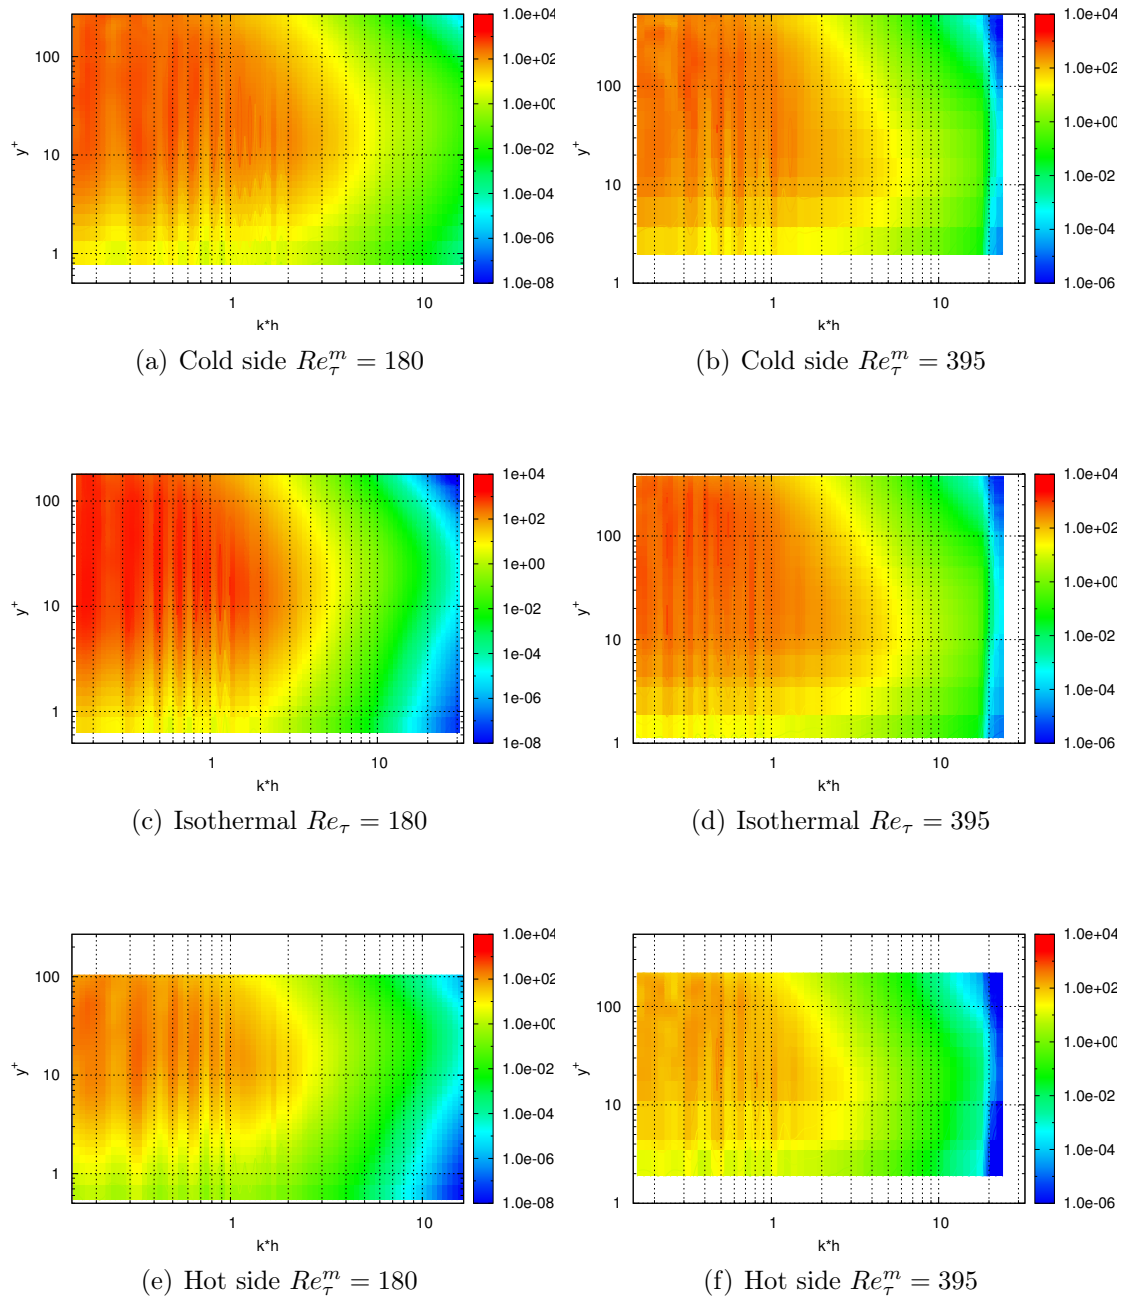 1.0e+04
100
1.0e+02
1.0e+00
y+
10
1.0e-02
1.0e-04
1
1.0e-06
1.0e-08
1 10
k*h
(a) Cold side Re_τ^m = 180
1.0e+04
1.0e+02
100
1.0e+00
y+
10
1.0e-02
1.0e-04
1
1.0e-06
1 10
k*h
(b) Cold side Re_τ^m = 395
1e+04
100
1e+02
1e+00
y+
10
1e-02
1e-04
1
1e-06
1e-08
1 10
k*h
(c) Isothermal Re_τ = 180
1.0e+04
1.0e+02
100
1.0e+00
y+
10
1.0e-02
1.0e-04
1
1.0e-06
1 10
k*h
(d) Isothermal Re_τ = 395
1.0e+04
100
1.0e+02
1.0e+00
y+
10
1.0e-02
1.0e-04
1
1.0e-06
1.0e-08
1 10
k*h
(e) Hot side Re_τ^m = 180
1.0e+04
1.0e+02
100
1.0e+00
y+
10
1.0e-02
1.0e-04
1
1.0e-06
1 10
k*h
(f) Hot side Re_τ^m = 395